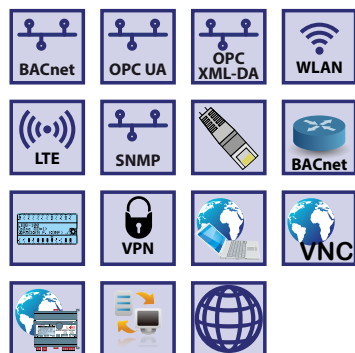 BACnet
OPC UA
OPC
XML-DA
WLAN
LTE
SNMP
BACnet
VPN
VNC